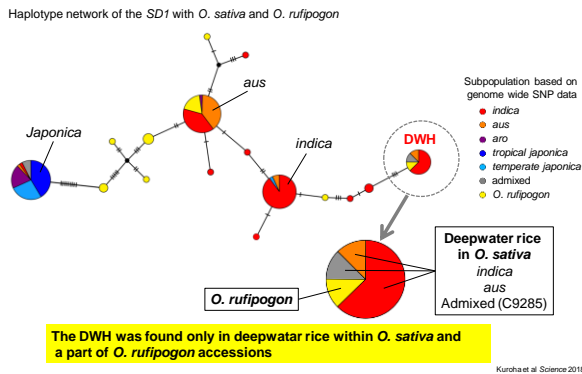 Haplotype network of the SD1 with O. sativa and O. rufipogon
aus
Japonica
indica
DWH
Subpopulation based on
genome wide SNP data
indica
aus
aro
tropical japonica
temperate japonica
admixed
O. rufipogon
Deepwater rice
in O. sativa
indica
aus
Admixed (C9285)
O. rufipogon
The DWH was found only in deepwatar rice within O. sativa and
a part of O. rufipogon accessions
Kuroha et al Science 2018